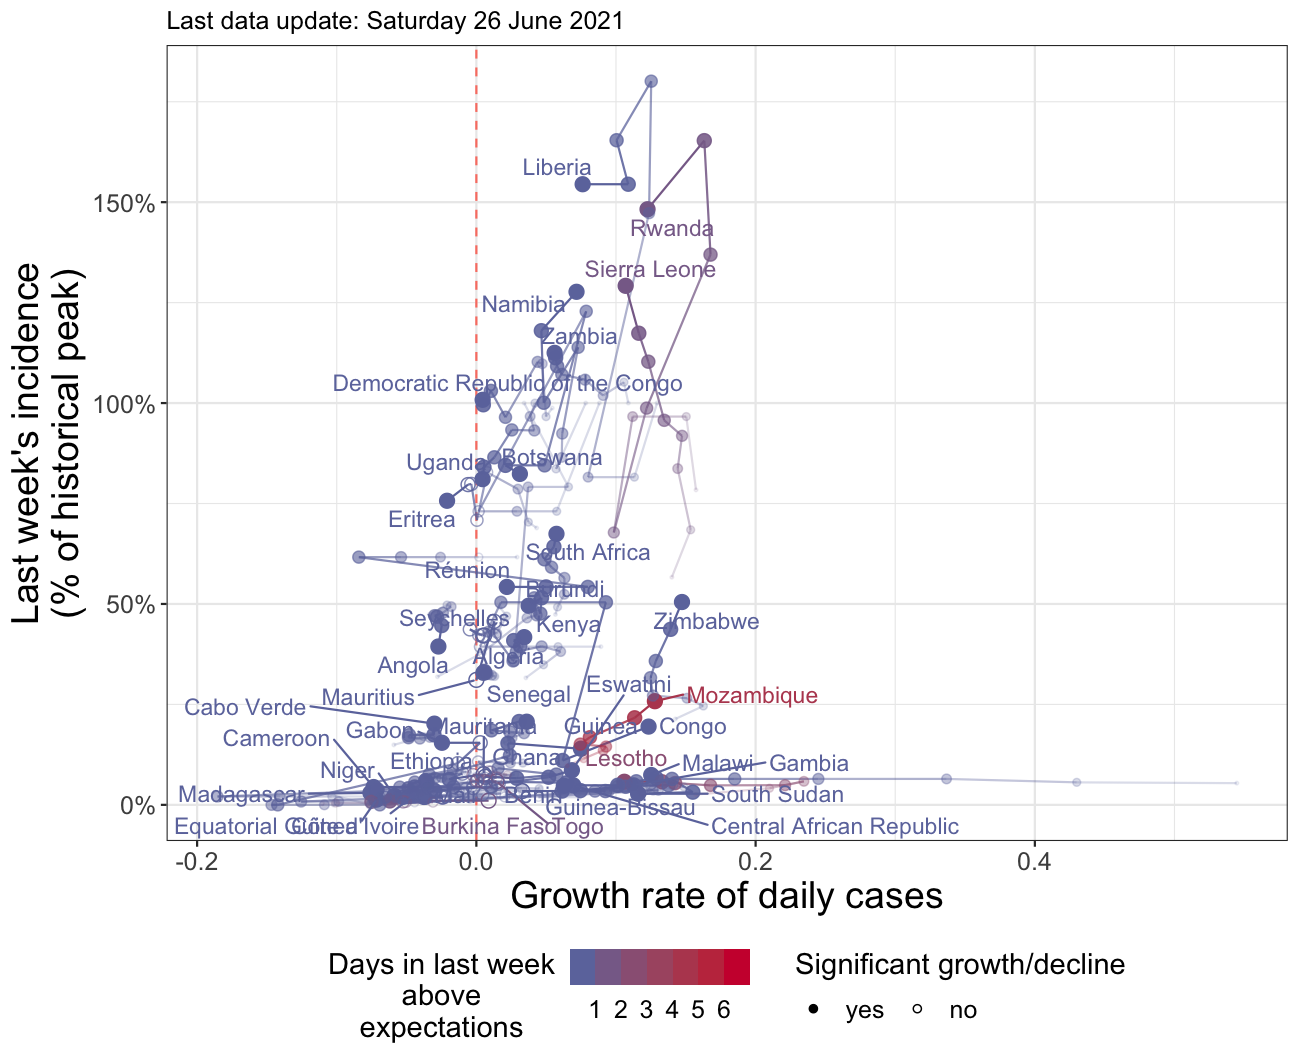 Last data update: Saturday 26 June 2021
Last week's incidence
(% of historical peak)
150%
100%
50%
0%
Liberia
Rwanda
Sierra Leone
Namibia
Zambia
Democratic Republic of the Congo
Uganda
Botswana
Eritrea
South Africa
Réunion
Burundi
Seychelles
Kenya
Zimbabwe
Algeria
Angola
Mauritius
Senegal
Eswatini
Mozambique
Cabo Verde
Gabon
Mauritania
Guinea
Congo
Cameroon
Ethiopia
Ghana
Lesotho
Malawi
Gambia
Niger
Madagascar
Benin
South Sudan
Guinea-Bissau
Equatorial Guinea
Côte d'Ivoire
Burkina Faso
Togo
Central African Republic
-0.2
0.0
0.2
0.4
Growth rate of daily cases
Days in last week
above
expectations
1 2 3 4 5 6
Significant growth/decline
yes
no